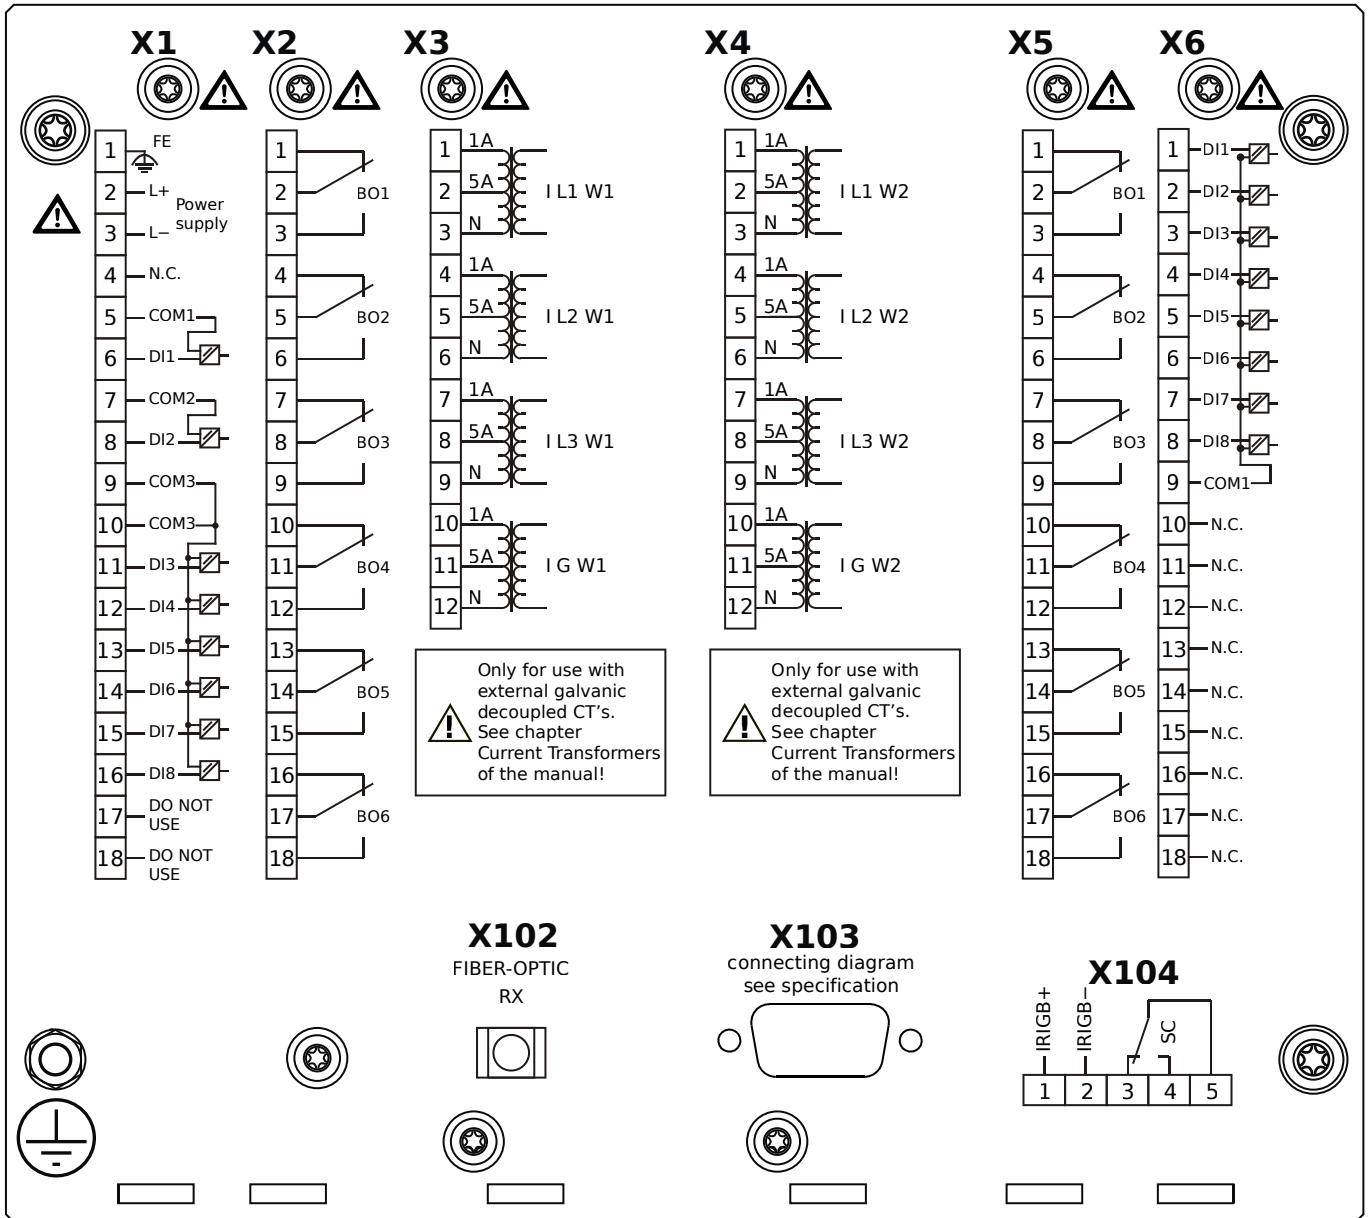 X1 X2 X3 X4 X5 X6
1 FE
2 L+
Power
supply
3 L−
4 N.C.
5 COM1
6 DI1
7 COM2
8 DI2
9 COM3
10 COM3
11 DI3
12 DI4
13 DI5
14 DI6
15 DI7
16 DI8
17 DO NOT
USE
18 DO NOT
USE
1
2 BO1
3
4
5 BO2
6
7
8 BO3
9
10
11 BO4
12
13
14 BO5
15
16
17 BO6
18
1 1A
2 5A I L1 W1
3 N
4 1A
5 5A I L2 W1
6 N
7 1A
8 5A I L3 W1
9 N
10 1A
11 5A I G W1
12 N
Only for use with
external galvanic
decoupled CT's.
See chapter
Current Transformers
of the manual!
1 1A
2 5A I L1 W2
3 N
4 1A
5 5A I L2 W2
6 N
7 1A
8 5A I L3 W2
9 N
10 1A
11 5A I G W2
12 N
Only for use with
external galvanic
decoupled CT's.
See chapter
Current Transformers
of the manual!
1
2 BO1
3
4
5 BO2
6
7
8 BO3
9
10
11 BO4
12
13
14 BO5
15
16
17 BO6
18
1 DI1
2 DI2
3 DI3
4 DI4
5 DI5
6 DI6
7 DI7
8 DI8
9 COM1
10 N.C.
11 N.C.
12 N.C.
13 N.C.
14 N.C.
15 N.C.
16 N.C.
17 N.C.
18 N.C.
X102
FIBER-OPTIC
RX
X103
connecting diagram
see specification
X104
IRIGB+
IRIGB−
SC
1 2 3 4 5